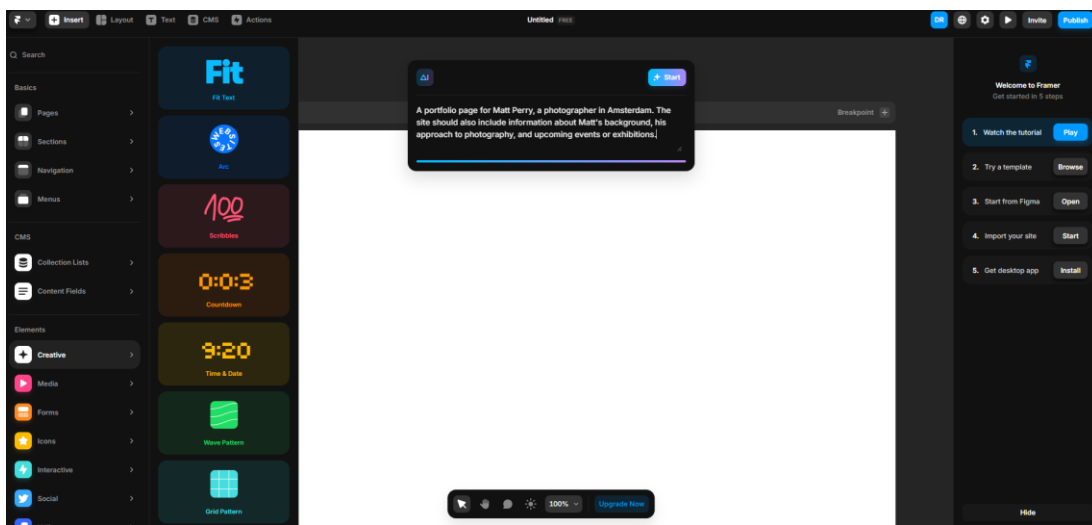 Insert
Layout
Text
CMS
Actions
Untitled FREE
DR
Invite
Publish
Search
Basics
Pages
Sections
Navigation
Menus
CMS
Collection Lists
Content Fields
Elements
Creative
Media
Forms
Icons
Interactive
Social
Fit
Fit Text
WEBSITES
Arc
100
Scribbles
0:0:3
Countdown
9:20
Time & Date
Wave Pattern
Grid Pattern
AI
Start
A portfolio page for Matt Perry, a photographer in Amsterdam. The
site should also include information about Matt's background, his
approach to photography, and upcoming events or exhibitions.
Breakpoint
100%
Upgrade Now
Welcome to Framer
Get started in 5 steps
1. Watch the tutorial Play
2. Try a template Browse
3. Start from Figma Open
4. Import your site Start
5. Get desktop app Install
Hide